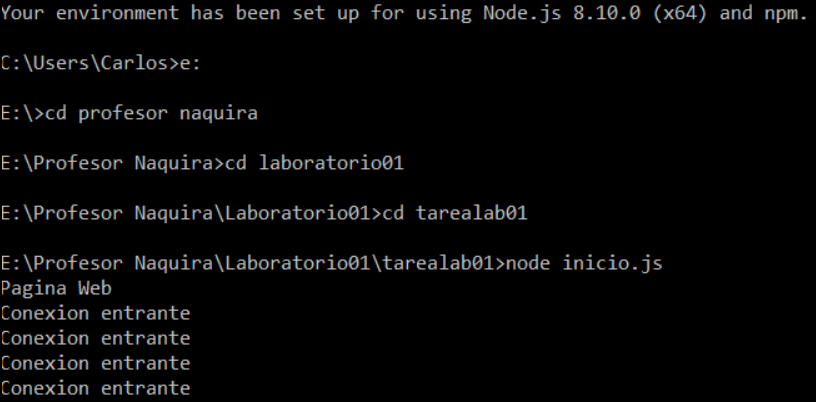 Your environment has been set up for using Node.js 8.10.0 (x64) and npm.
C:\Users\Carlos>e:
E:\>cd profesor naquira
E:\Profesor Naquira>cd laboratorio01
E:\Profesor Naquira\Laboratorio01>cd tarealab01
E:\Profesor Naquira\Laboratorio01\tarealab01>node inicio.js
Pagina Web
Conexion entrante
Conexion entrante
Conexion entrante
Conexion entrante